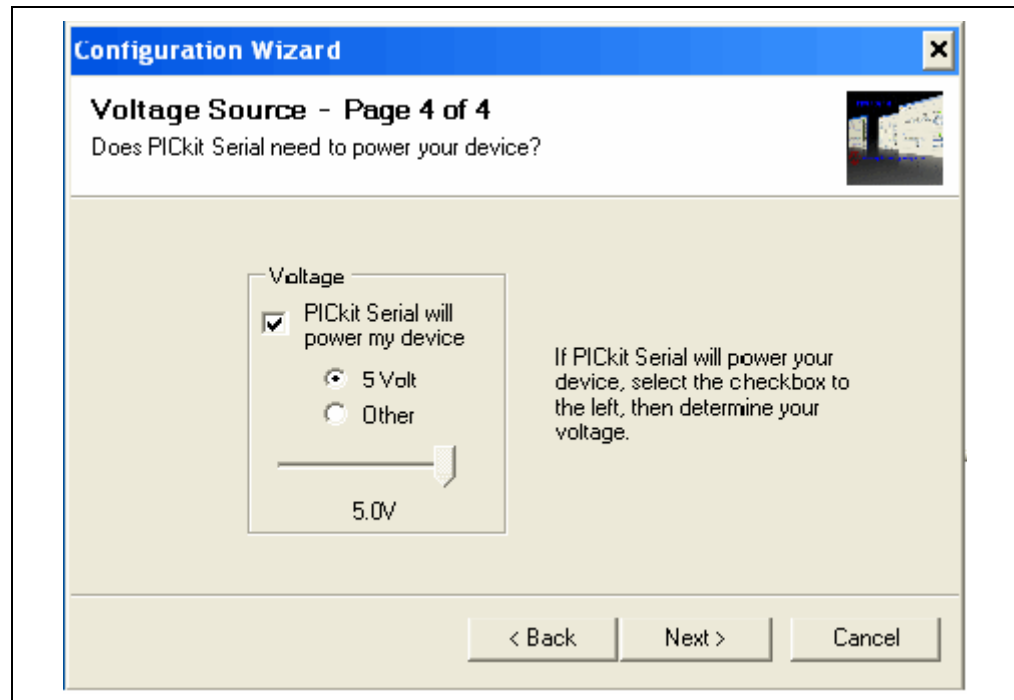 Configuration Wizard
Voltage Source - Page 4 of 4
Does PICkit Serial need to power your device?
Voltage
PICkit Serial will
power my device
5 Volt
Other
5.0V
If PICkit Serial will power your
device, select the checkbox to
the left, then determine your
voltage.
< Back
Next >
Cancel